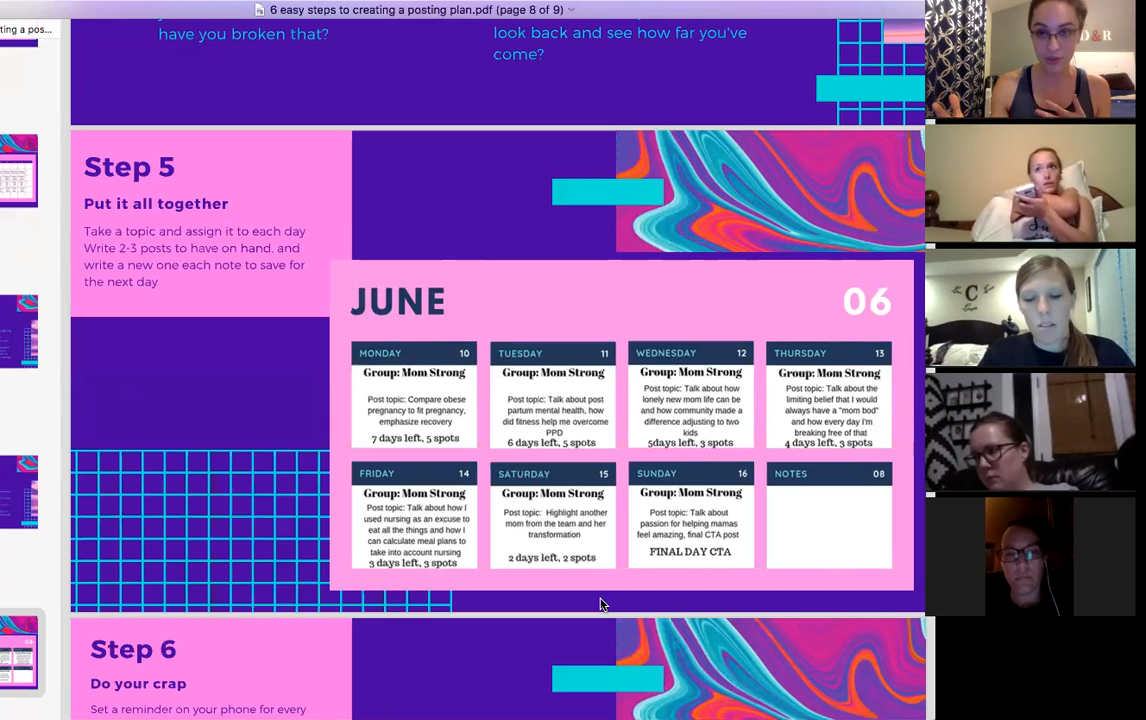 6 easy steps to creating a posting plan.pdf (page 8 of 9)
ting a pos...
have you broken that?
look back and see how far you've
come?
Step 5
Put it all together
Take a topic and assign it to each day
Write 2-3 posts to have on hand, and
write a new one each note to save for
the next day
JUNE
06
MONDAY 10
Group: Mom Strong
Post topic: Compare obese
pregnancy to fit pregnancy,
emphasize recovery
7 days left, 5 spots
TUESDAY 11
Group: Mom Strong
Post topic: Talk about post
partum mental health, how
did fitness help me overcome
PPD
6 days left, 5 spots
WEDNESDAY 12
Group: Mom Strong
Post topic: Talk about how
lonely new mom life can be
and how community made a
difference adjusting to two
kids
5days left, 3 spots
THURSDAY 13
Group: Mom Strong
Post topic: Talk about the
limiting belief that I would
always have a "mom bod"
and how every day I'm
breaking free of that
4 days left, 3 spots
FRIDAY 14
Group: Mom Strong
Post topic: Talk about how I
used nursing as an excuse to
eat all the things and how I
can calculate meal plans to
take into account nursing
3 days left, 3 spots
SATURDAY 15
Group: Mom Strong
Post topic: Highlight another
mom from the team and her
transformation
2 days left, 2 spots
SUNDAY 16
Group: Mom Strong
Post topic: Talk about
passion for helping mamas
feel amazing, final CTA post
FINAL DAY CTA
NOTES 08
Step 6
Do your crap
Set a reminder on your phone for every
D&R
C